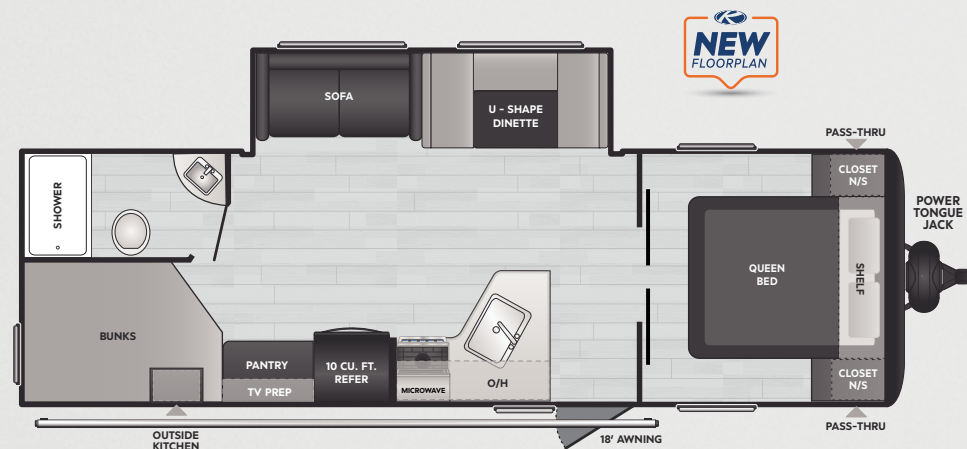 NEW
FLOORPLAN
SOFA
U - SHAPE
DINETTE
PASS-THRU
CLOSET
N/S
SHOWER
POWER
TONGUE
JACK
QUEEN
BED
SHELF
BUNKS
PANTRY
TV PREP
10 CU. FT.
REFER
MICROWAVE
O/H
CLOSET
N/S
PASS-THRU
OUTSIDE
KITCHEN
18' AWNING